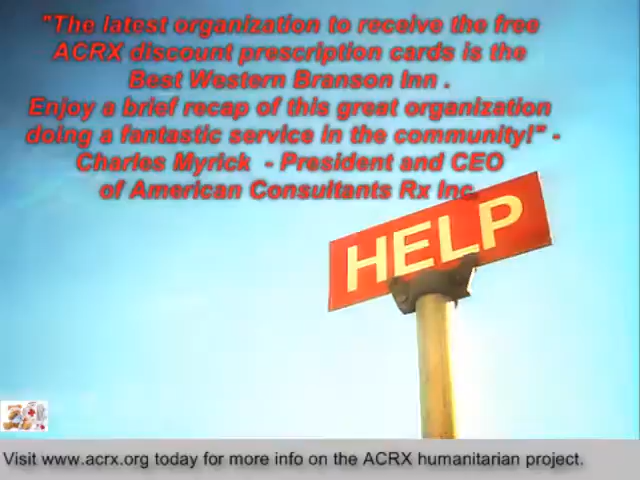 "The latest organization to receive the free
ACRX discount prescription cards is the
Best Western Branson Inn .
Enjoy a brief recap of this great organization
doing a fantastic service in the community!" -
Charles Myrick - President and CEO
of American Consultants Rx Inc.
HELP
Visit www.acrx.org today for more info on the ACRX humanitarian project.